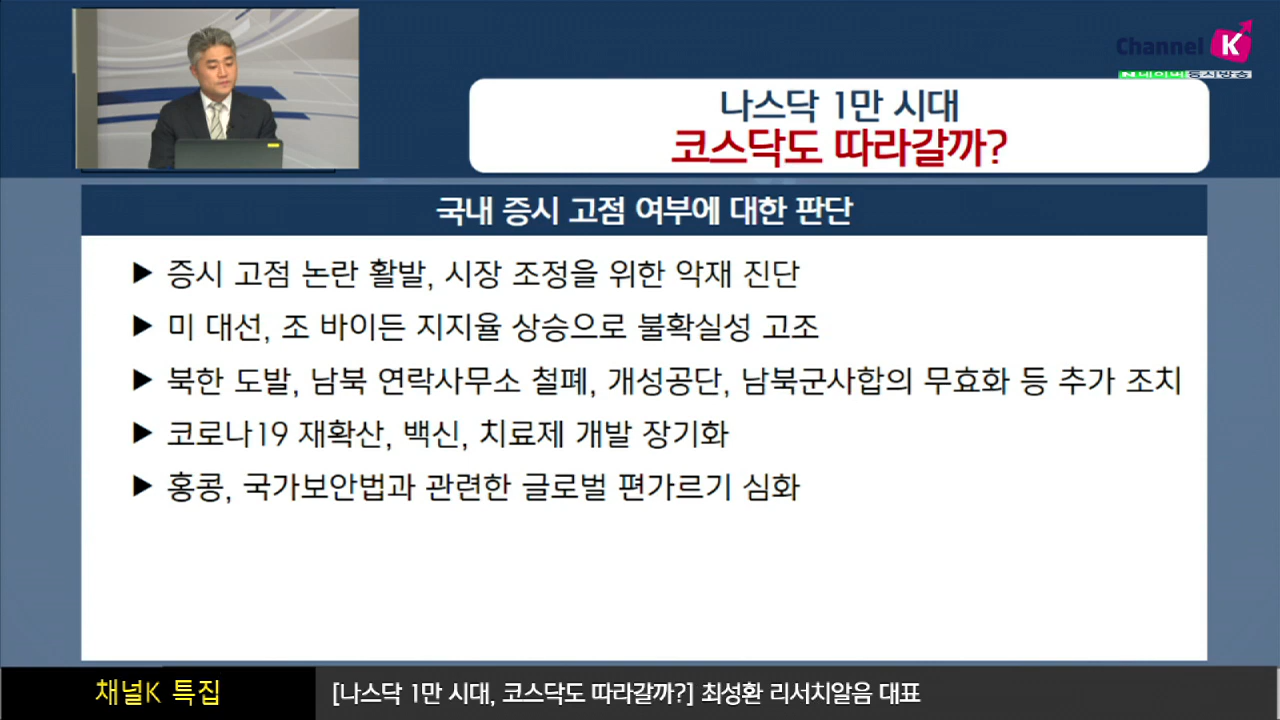 Channel K
나스닥 1만 시대
코스닥도 따라갈까?
국내 증시 고점 여부에 대한 판단
▶ 증시 고점 논란 활발, 시장 조정을 위한 악재 진단
▶ 미 대선, 조 바이든 지지율 상승으로 불확실성 고조
▶ 북한 도발, 남북 연락사무소 철폐, 개성공단, 남북군사합의 무효화 등 추가 조치
▶ 코로나19 재확산, 백신, 치료제 개발 장기화
▶ 홍콩, 국가보안법과 관련한 글로벌 편가르기 심화
채널K 특집
[나스닥 1만 시대, 코스닥도 따라갈까?] 최성환 리서치알음 대표